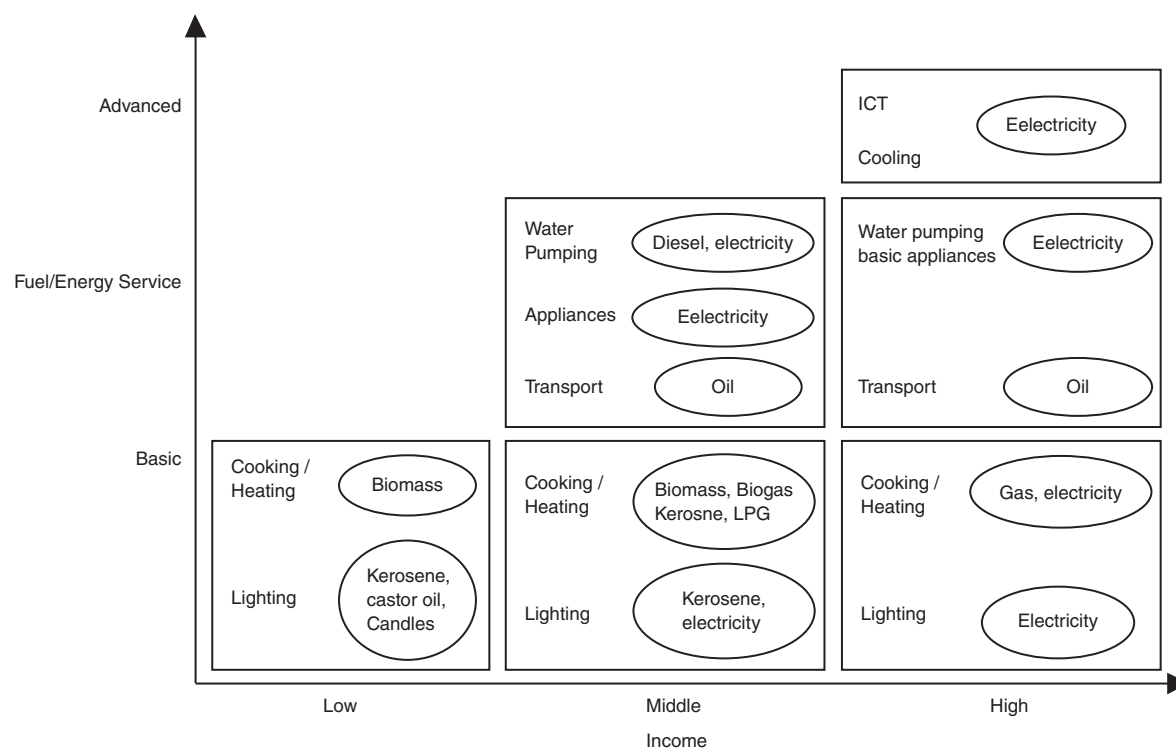 Advanced
ICT
Eelectricity
Cooling
Fuel/Energy Service
Water
Pumping
Diesel, electricity
Appliances
Eelectricity
Transport
Oil
Water pumping
basic appliances
Eelectricity
Transport
Oil
Basic
Cooking /
Heating
Biomass
Lighting
Kerosene,
castor oil,
Candles
Cooking /
Heating
Biomass, Biogas
Kerosne, LPG
Lighting
Kerosene,
electricity
Cooking /
Heating
Gas, electricity
Lighting
Electricity
Low
Middle
High
Income